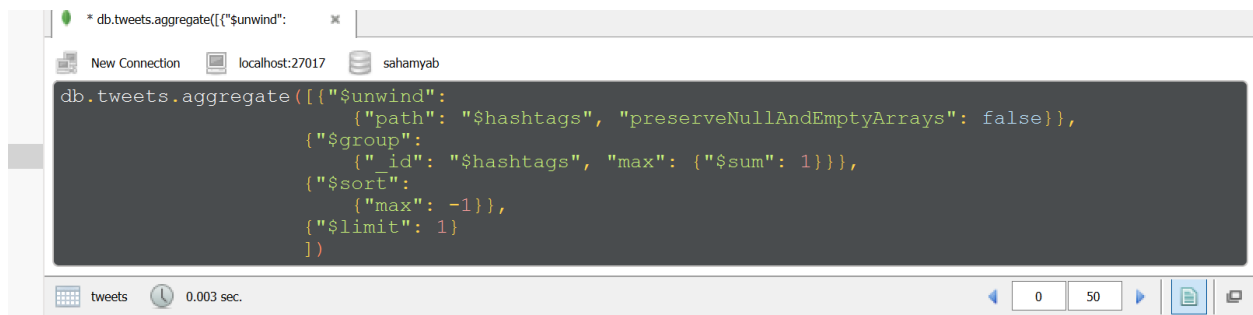 * db.tweets.aggregate([{"$unwind":
New Connection localhost:27017 sahamyab
db.tweets.aggregate([{"$unwind":
{"path": "$hashtags", "preserveNullAndEmptyArrays": false}},
{"$group":
{"_id": "$hashtags", "max": {"$sum": 1}}},
{"$sort":
{"max": -1}},
{"$limit": 1}
])
tweets 0.003 sec. 0 50